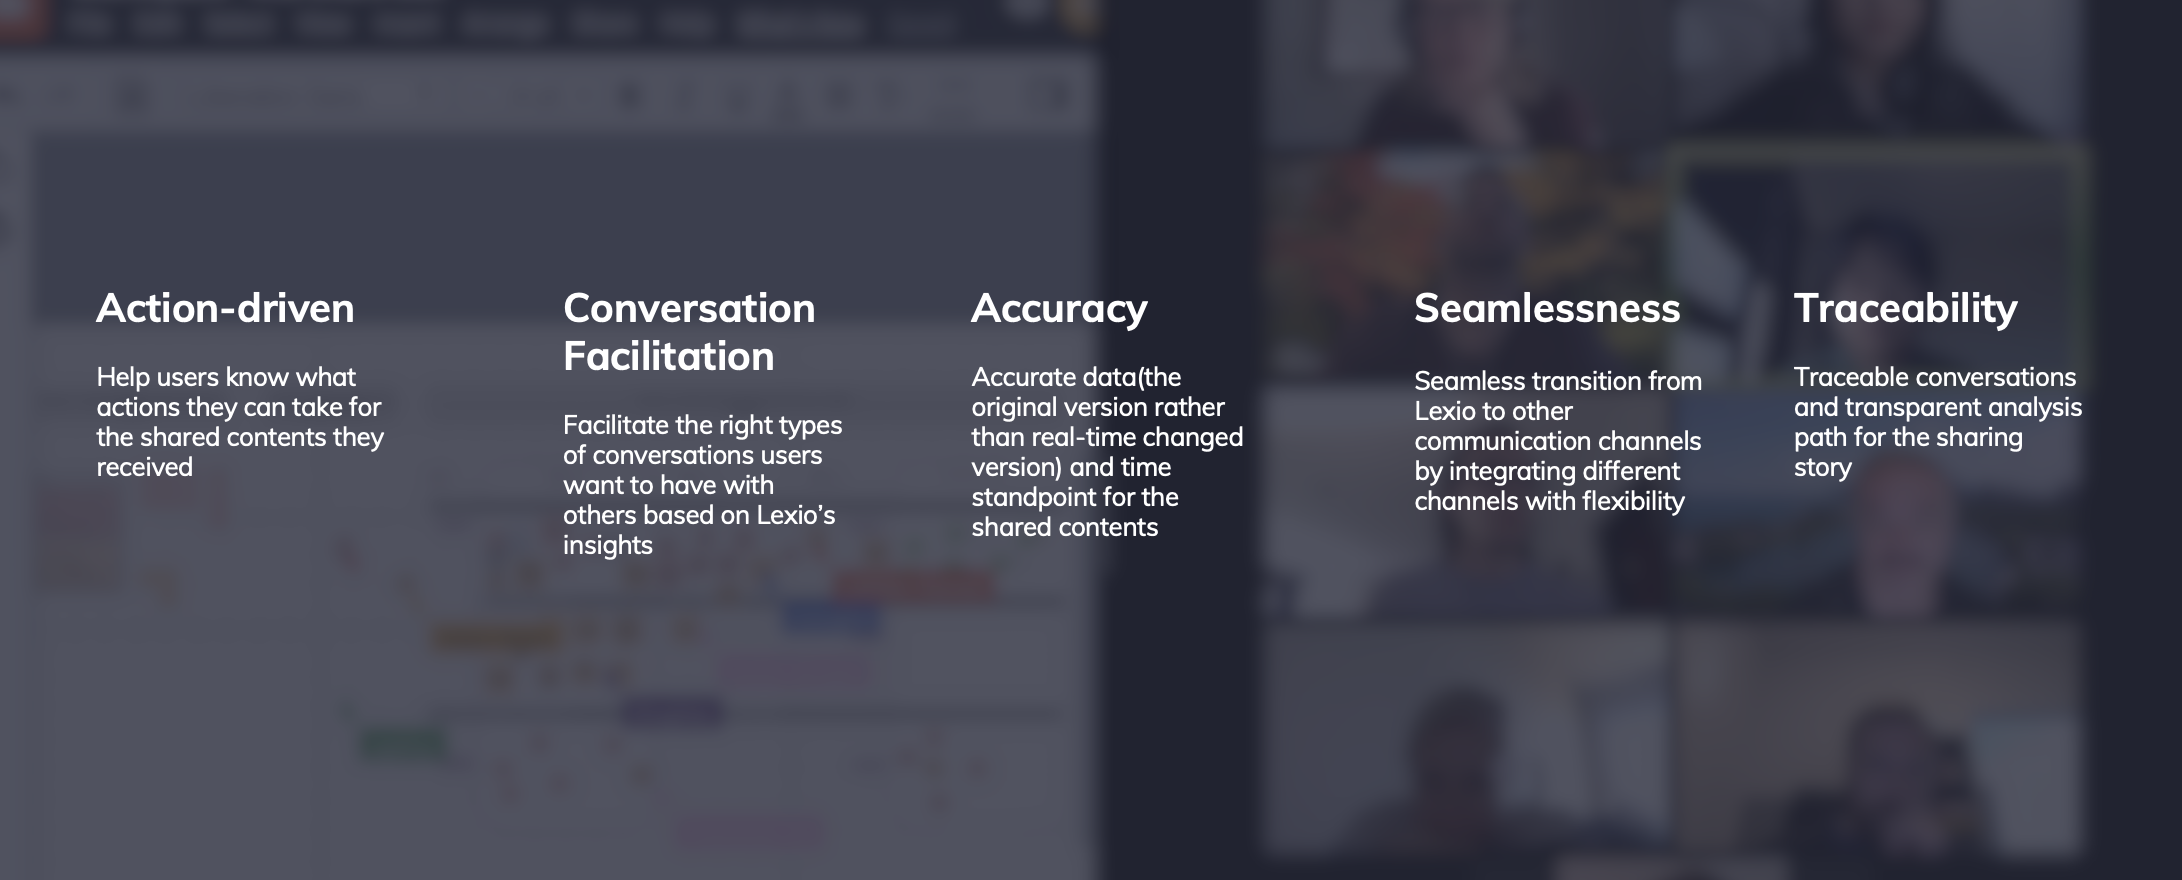 Action-driven
Help users know what
actions they can take for
the shared contents they
received
Conversation
Facilitation
Facilitate the right types
of conversations users
want to have with
others based on Lexio’s
insights
Accuracy
Accurate data(the
original version rather
than real-time changed
version) and time
standpoint for the
shared contents
Seamlessness
Seamless transition from
Lexio to other
communication channels
by integrating different
channels with flexibility
Traceability
Traceable conversations
and transparent analysis
path for the sharing
story